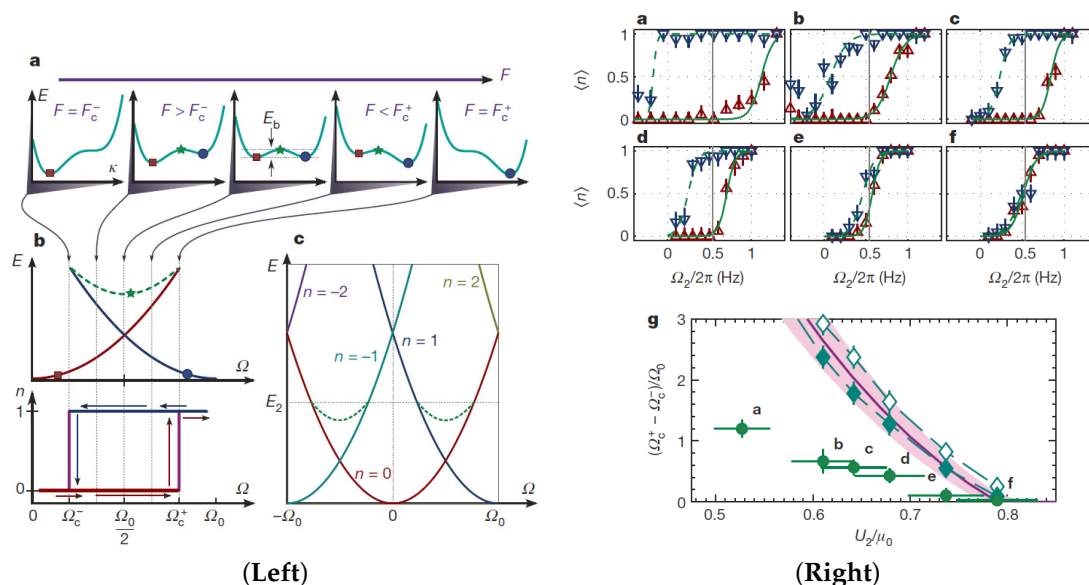 a
F
E
F = F_c^-
F > F_c^-
E_b
F < F_c^+
F = F_c^+
κ
b
E
Ω
n
1
0
Ω
0
Ω_c^-
Ω_0
2
Ω_c^+
Ω_0
c
E
n = –2
n = 2
n = 1
n = –1
E_2
n = 0
0
Ω
–Ω_0
0
Ω_0
(Left)
a
b
c
⟨n⟩
1
0.5
0
d
e
f
⟨n⟩
1
0.5
0
0
0.5
1
0
0.5
1
0
0.5
1
Ω_2/2π (Hz)
Ω_2/2π (Hz)
Ω_2/2π (Hz)
g
(Ω_c^+ – Ω_c^-)/Ω_0
3
2
1
0
a
b
c
d
e
f
0.5
0.6
0.7
0.8
U_2/μ_0
(Right)